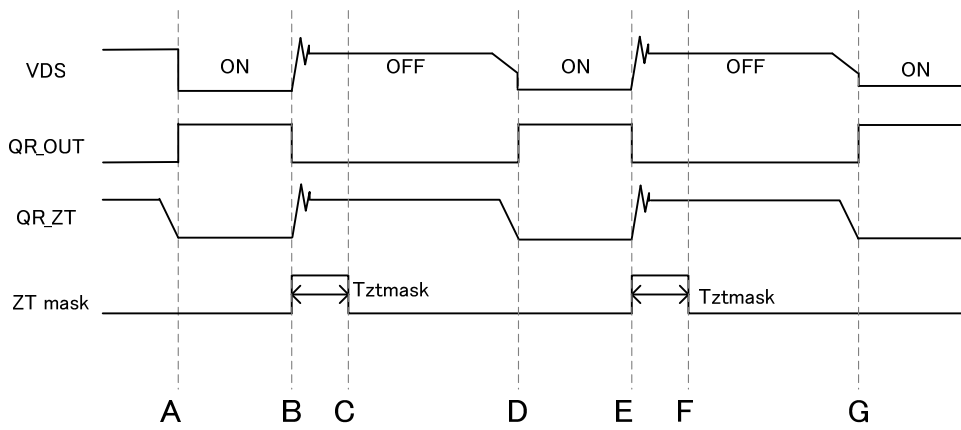 VDS ON OFF ON OFF ON
QR_OUT
QR_ZT
ZT mask Tztmask Tztmask
A B C D E F G